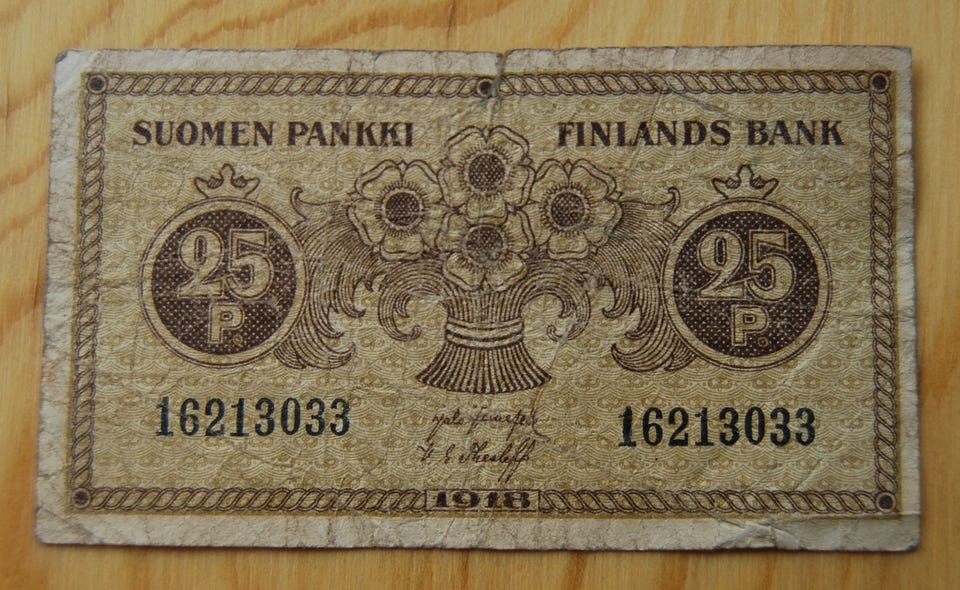 SUOMEN PANKKI FINLANDS BANK
25 25
P. P.
16213033 16213033
1918